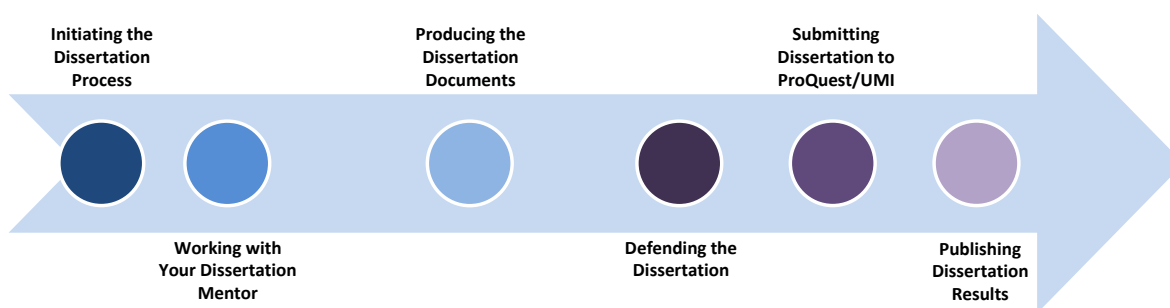 Initiating the
Dissertation
Process
Working with
Your Dissertation
Mentor
Producing the
Dissertation
Documents
Defending the
Dissertation
Submitting
Dissertation to
ProQuest/UMI
Publishing
Dissertation
Results